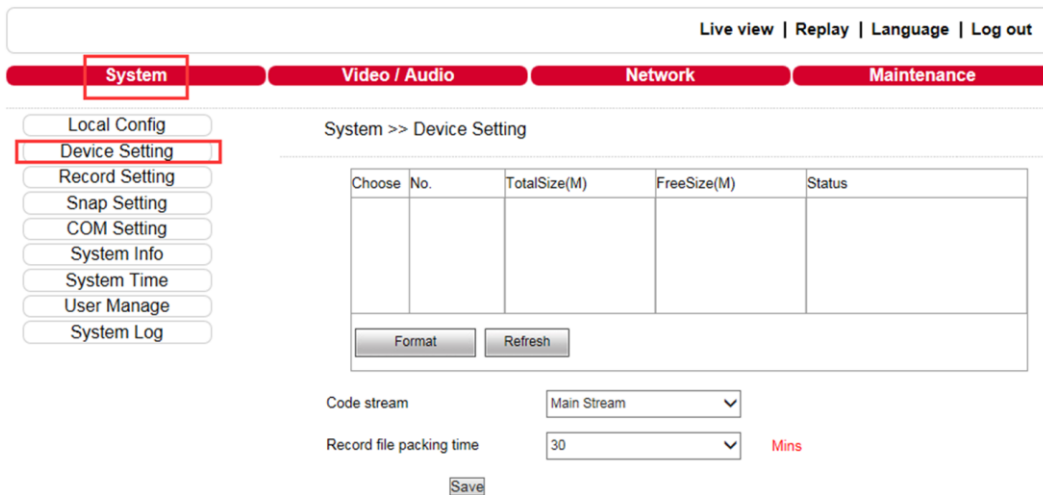 Live view | Replay | Language | Log out
System Video / Audio Network Maintenance
Local Config
Device Setting
Record Setting
Snap Setting
COM Setting
System Info
System Time
User Manage
System Log
System >> Device Setting
Choose No. TotalSize(M) FreeSize(M) Status
Format Refresh
Code stream Main Stream
Record file packing time 30 Mins
Save